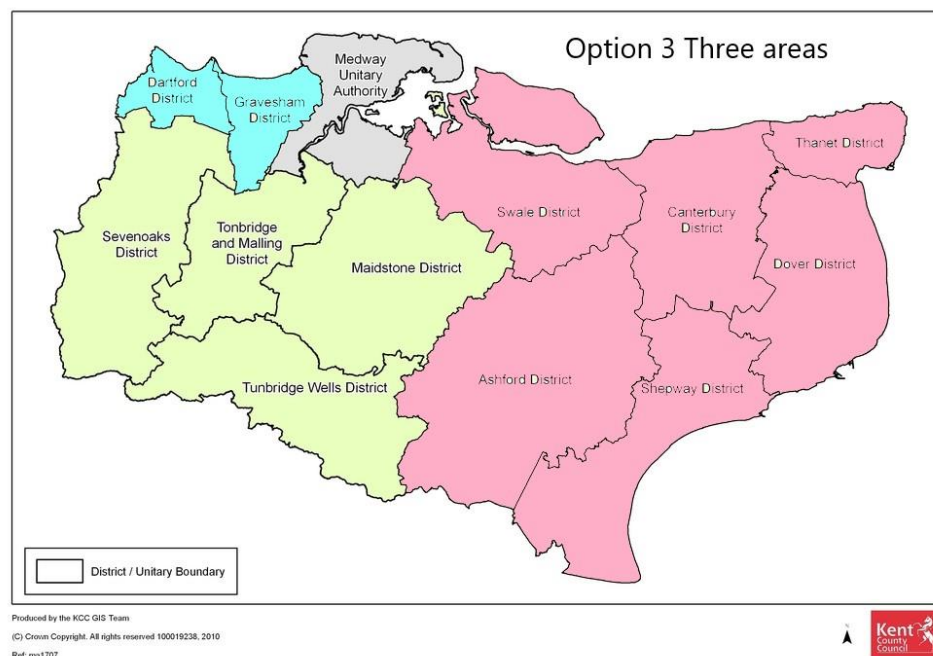 Option 3 Three areas
Medway
Unitary
Authority
Dartford
District
Gravesham
District
Thanet District
Swale District
Canterbury
District
Sevenoaks
District
Tonbridge
and Malling
District
Maidstone District
Dover District
Ashford District
Shepway District
Tunbridge Wells District
District / Unitary Boundary
Produced by the KCC GIS Team
(C) Crown Copyright. All rights reserved 100019238, 2010
Ref: ma1707
N
Kent
County
Council